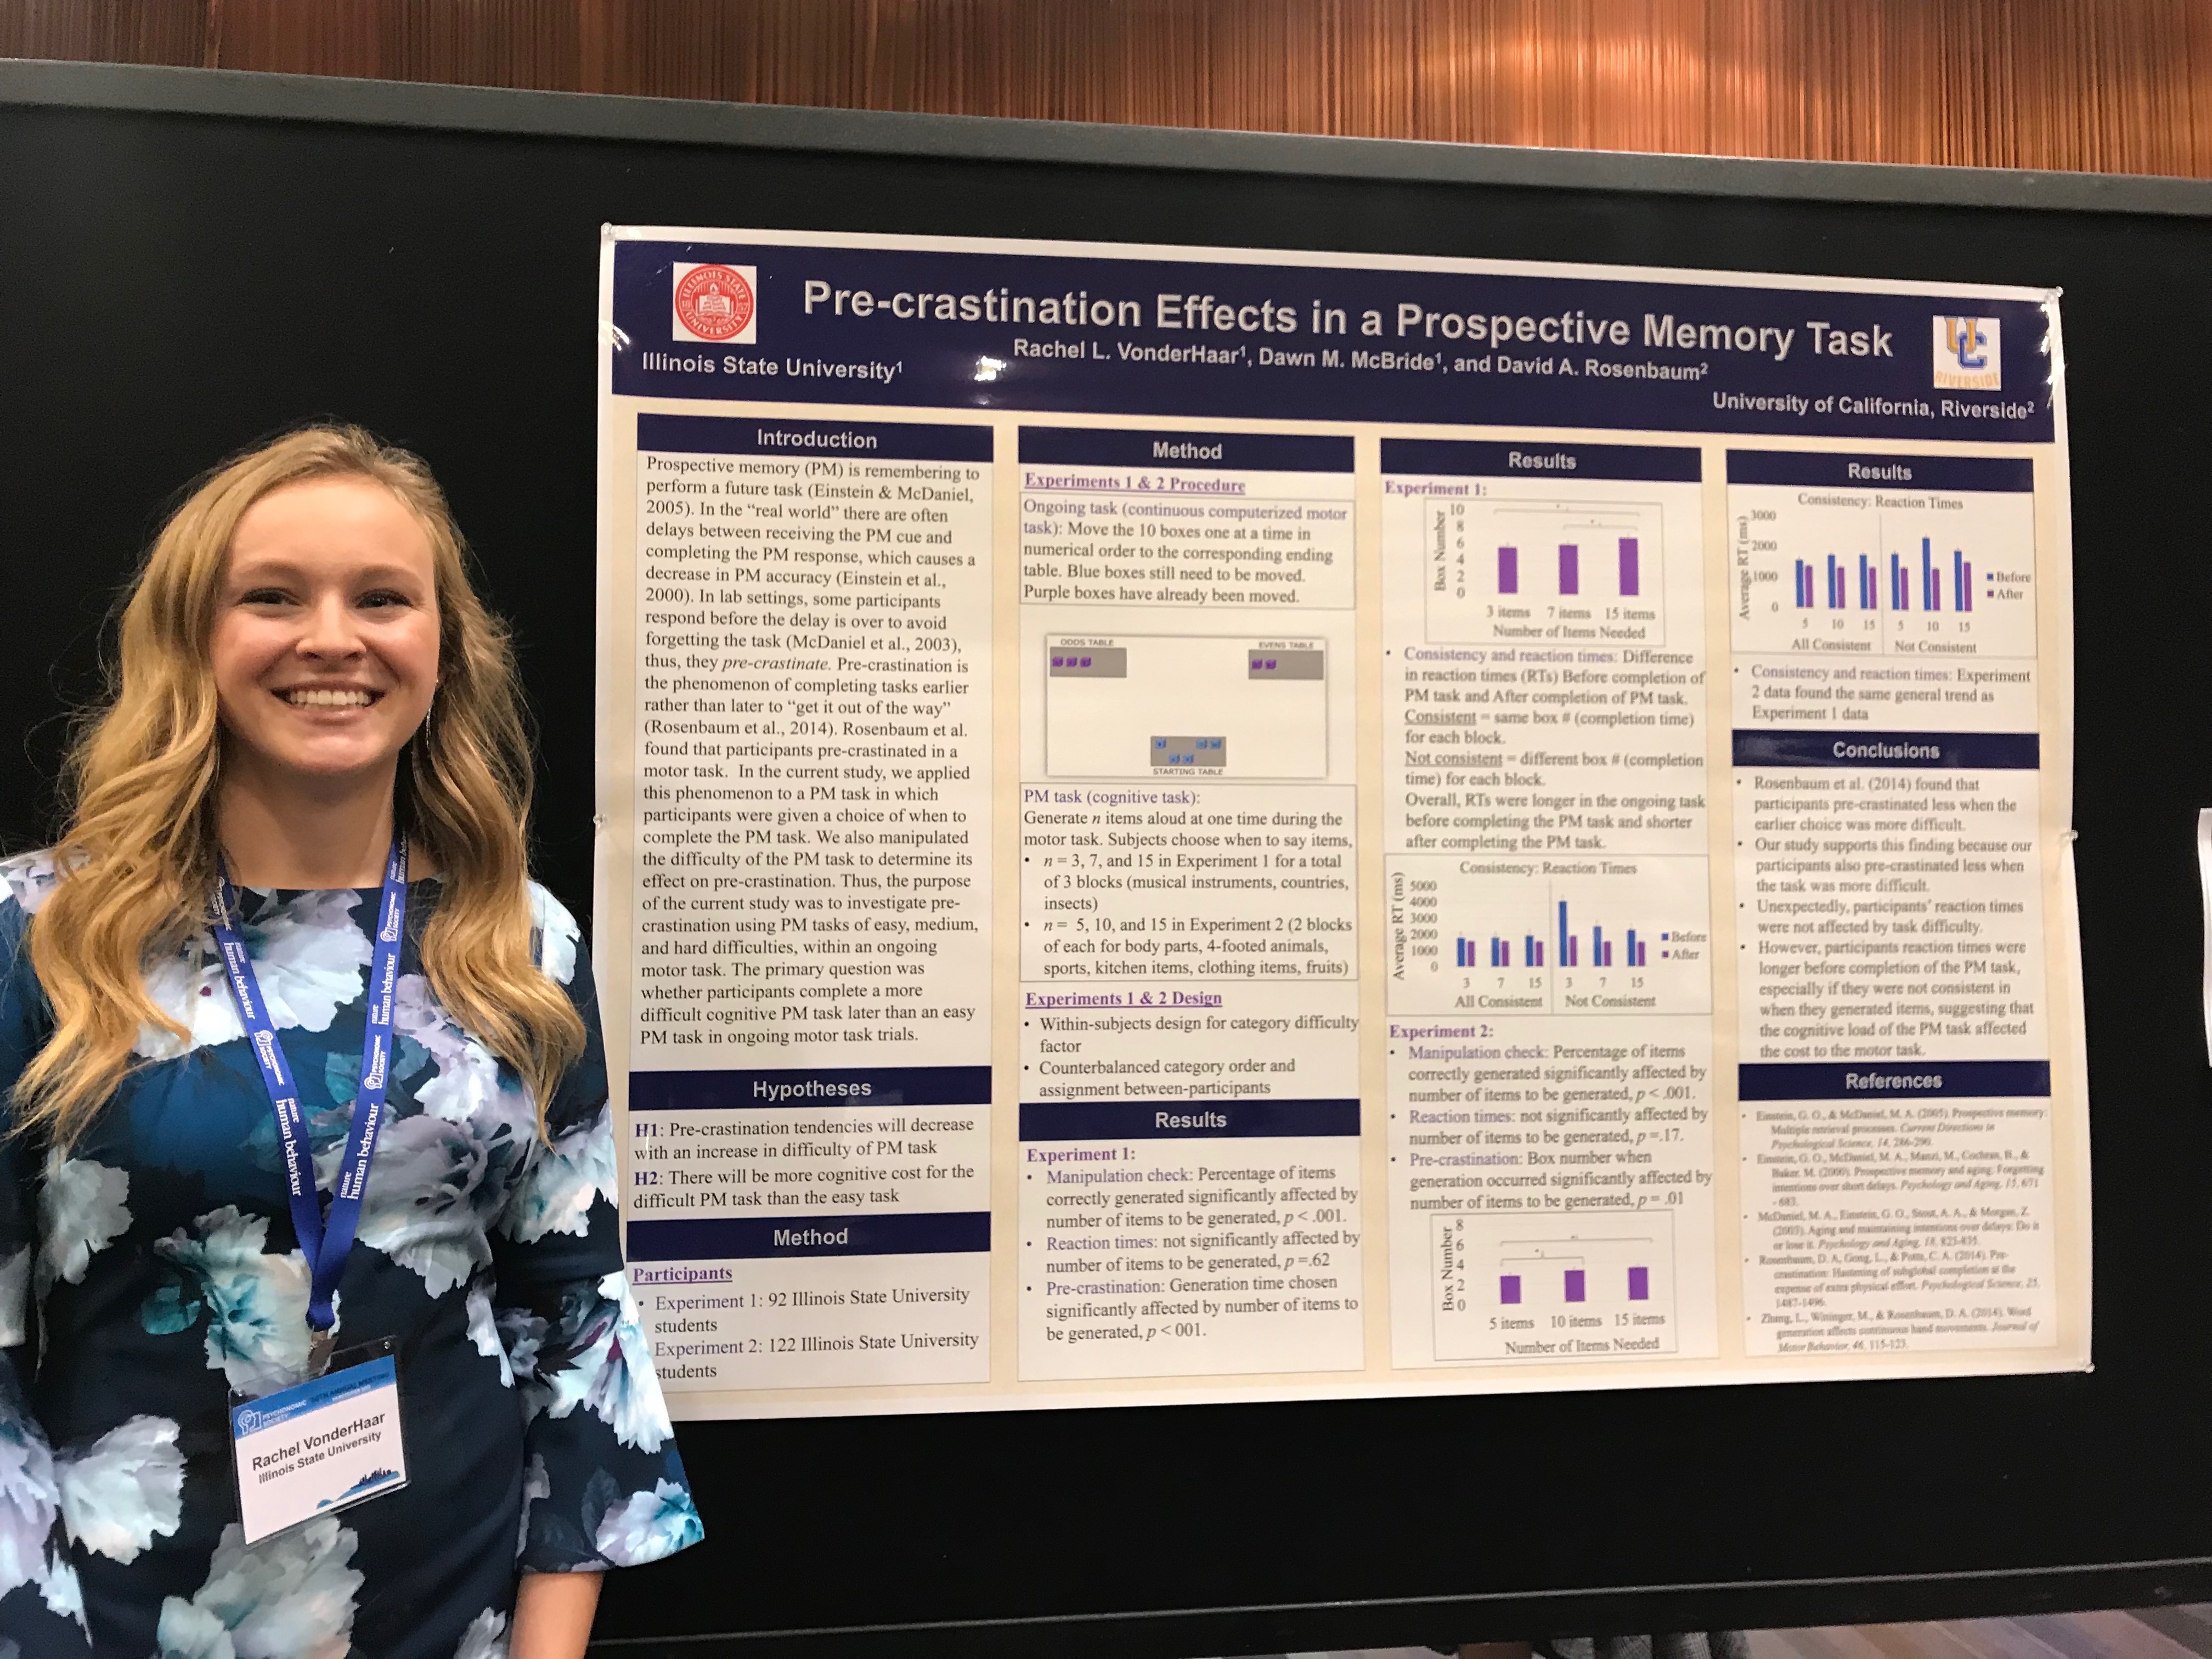 Pre-crastination Effects in a Prospective Memory Task
Rachel L. VonderHaar¹, Dawn M. McBride¹, and David A. Rosenbaum²
ILLINOIS STATE UNIVERSITY
Illinois State University¹
UC
RIVERSIDE
University of California, Riverside²
Introduction
Prospective memory (PM) is remembering to
perform a future task (Einstein & McDaniel,
2005). In the “real world” there are often
delays between receiving the PM cue and
completing the PM response, which causes a
decrease in PM accuracy (Einstein et al.,
2000). In lab settings, some participants
respond before the delay is over to avoid
forgetting the task (McDaniel et al., 2003),
thus, they pre-crastinate. Pre-crastination is
the phenomenon of completing tasks earlier
rather than later to “get it out of the way”
(Rosenbaum et al., 2014). Rosenbaum et al.
found that participants pre-crastinated in a
motor task. In the current study, we applied
this phenomenon to a PM task in which
participants were given a choice of when to
complete the PM task. We also manipulated
the difficulty of the PM task to determine its
effect on pre-crastination. Thus, the purpose
of the current study was to investigate pre-
crastination using PM tasks of easy, medium,
and hard difficulties, within an ongoing
motor task. The primary question was
whether participants complete a more
difficult cognitive PM task later than an easy
PM task in ongoing motor task trials.
Hypotheses
H1: Pre-crastination tendencies will decrease
with an increase in difficulty of PM task
H2: There will be more cognitive cost for the
difficult PM task than the easy task
Method
Participants
• Experiment 1: 92 Illinois State University
students
Experiment 2: 122 Illinois State University
students
Method
Experiments 1 & 2 Procedure
Ongoing task (continuous computerized motor
task): Move the 10 boxes one at a time in
numerical order to the corresponding ending
table. Blue boxes still need to be moved.
Purple boxes have already been moved.
ODDS TABLE
EVENS TABLE
STARTING TABLE
PM task (cognitive task):
Generate n items aloud at one time during the
motor task. Subjects choose when to say items,
• n = 3, 7, and 15 in Experiment 1 for a total
of 3 blocks (musical instruments, countries,
insects)
• n = 5, 10, and 15 in Experiment 2 (2 blocks
of each for body parts, 4-footed animals,
sports, kitchen items, clothing items, fruits)
Experiments 1 & 2 Design
• Within-subjects design for category difficulty
factor
• Counterbalanced category order and
assignment between-participants
Results
Experiment 1:
• Manipulation check: Percentage of items
correctly generated significantly affected by
number of items to be generated, p < .001.
• Reaction times: not significantly affected by
number of items to be generated, p =.62
• Pre-crastination: Generation time chosen
significantly affected by number of items to
be generated, p < 001.
Results
Experiment 1:
Box Number
10
8
6
4
2
0
3 items 7 items 15 items
Number of Items Needed
• Consistency and reaction times: Difference
in reaction times (RTs) Before completion of
PM task and After completion of PM task.
Consistent = same box # (completion time)
for each block.
Not consistent = different box # (completion
time) for each block.
Overall, RTs were longer in the ongoing task
before completing the PM task and shorter
after completing the PM task.
Consistency: Reaction Times
Average RT (ms)
5000
4000
3000
2000
1000
0
Before
After
3 7 15 3 7 15
All Consistent Not Consistent
Experiment 2:
• Manipulation check: Percentage of items
correctly generated significantly affected by
number of items to be generated, p < .001.
• Reaction times: not significantly affected by
number of items to be generated, p =.17.
• Pre-crastination: Box number when
generation occurred significantly affected by
number of items to be generated, p = .01
Box Number
8
6
4
2
0
5 items 10 items 15 items
Number of Items Needed
Results
Consistency: Reaction Times
Average RT (ms)
3000
2000
1000
0
Before
After
5 10 15 5 10 15
All Consistent Not Consistent
• Consistency and reaction times: Experiment
2 data found the same general trend as
Experiment 1 data
Conclusions
• Rosenbaum et al. (2014) found that
participants pre-crastinated less when the
earlier choice was more difficult.
• Our study supports this finding because our
participants also pre-crastinated less when
the task was more difficult.
• Unexpectedly, participants’ reaction times
were not affected by task difficulty.
• However, participants reaction times were
longer before completion of the PM task,
especially if they were not consistent in
when they generated items, suggesting that
the cognitive load of the PM task affected
the cost to the motor task.
References
• Einstein, G. O., & McDaniel, M. A. (2005). Prospective memory:
Multiple retrieval processes. Current Directions in
Psychological Science, 14, 286-290.
• Einstein, G. O., McDaniel, M. A., Manzi, M., Cochran, B., &
Baker, M. (2000). Prospective memory and aging: Forgetting
intentions over short delays. Psychology and Aging, 15, 671
- 683.
• McDaniel, M. A., Einstein, G. O., Stout, A. A., & Morgan, Z.
(2003). Aging and maintaining intentions over delays: Do it
or lose it. Psychology and Aging, 18, 823-835.
• Rosenbaum, D. A, Gong, L., & Potts, C. A. (2014). Pre-
crastination: Hastening of subgoal completion at the
expense of extra physical effort. Psychological Science, 25,
1487-1496.
• Zhang, L., Wininger, M., & Rosenbaum, D. A. (2014). Word
generation affects continuous hand movements. Journal of
Motor Behavior, 46, 115-123.
nature
human behaviour
PSYCHONOMIC
SOCIETY
nature
human behaviour
nature
human behaviour
PSYCHONOMIC
SOCIETY
nature
human behaviour
PSYCHONOMIC
SOCIETY
nature
human behaviour
PSYCHONOMIC
SOCIETY
ANNUAL MEETING
Rachel VonderHaar
Illinois State University